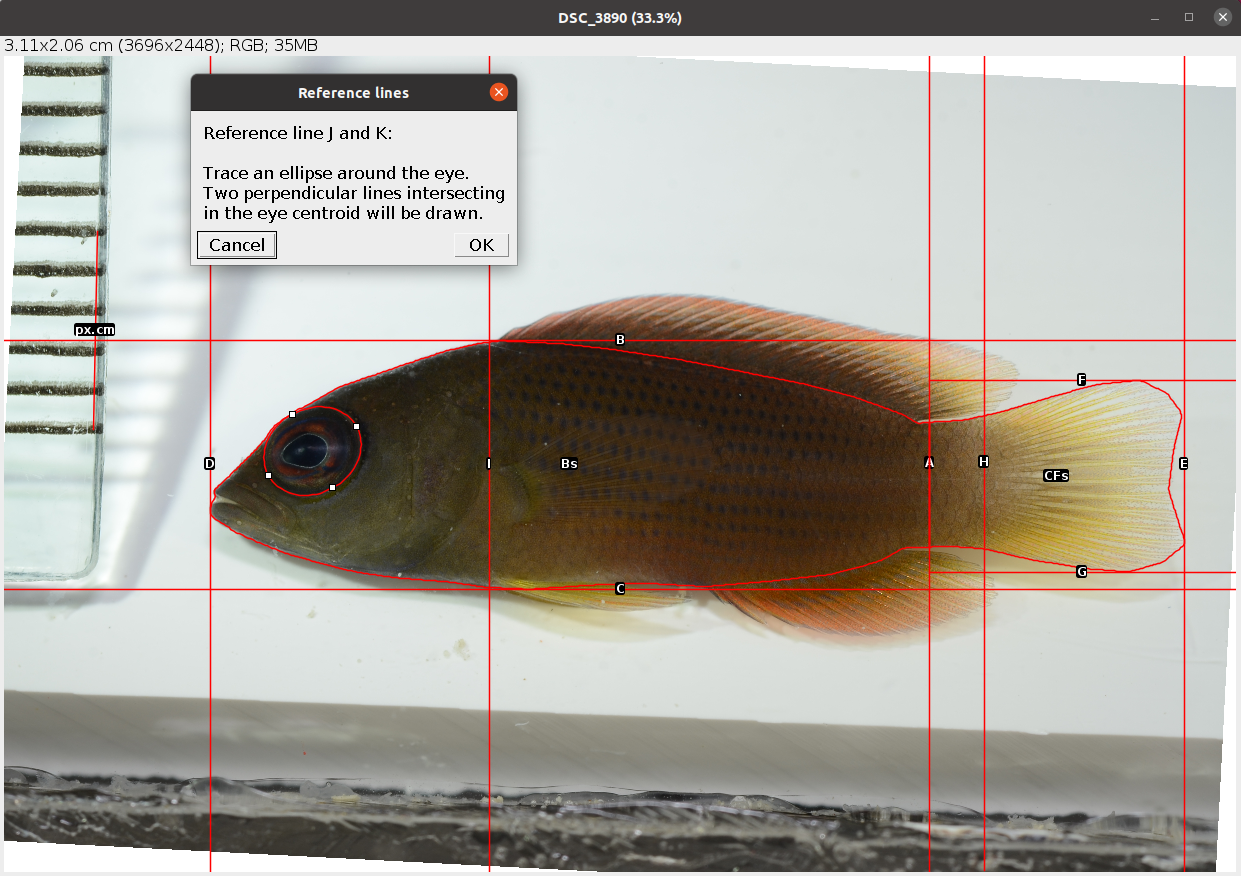 DSC_3890 (33.3%)
3.11x2.06 cm (3696x2448); RGB; 35MB
Reference lines
Reference line J and K:
Trace an ellipse around the eye.
Two perpendicular lines intersecting
in the eye centroid will be drawn.
Cancel
OK
px.cm
B
F
D
I
Bs
A
H
E
CFs
G
C